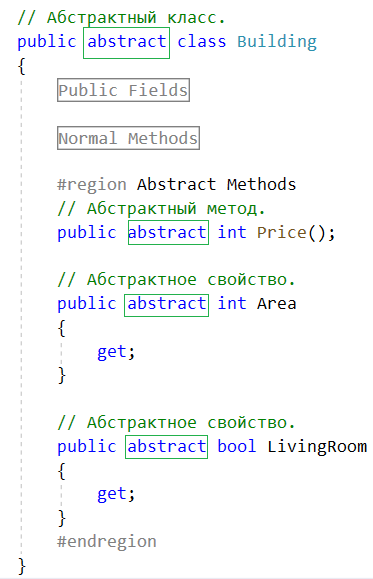 // Абстрактный класс.
public abstract class Building
{
Public Fields
Normal Methods
#region Abstract Methods
// Абстрактный метод.
public abstract int Price();
// Абстрактное свойство.
public abstract int Area
{
get;
}
// Абстрактное свойство.
public abstract bool LivingRoom
{
get;
}
#endregion
}